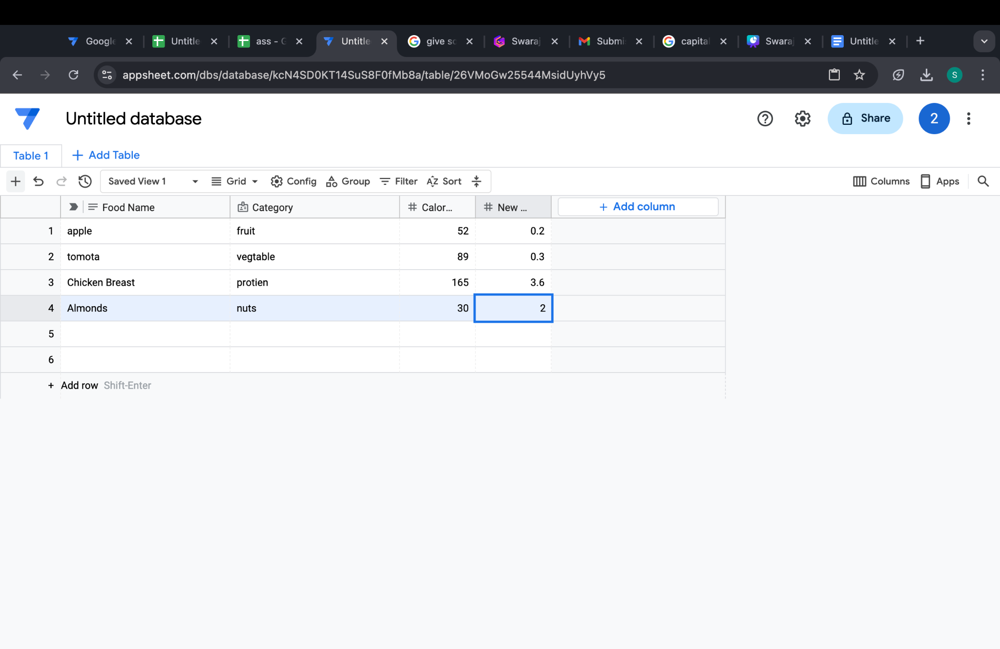 Google
Untitle
ass - G
Untitle
give sc
Swaraj
Submi
capital
Swaraj
Untitle
appsheet.com/dbs/database/kcN4SD0KT14SuS8F0fMb8a/table/26VMoGw25544MsidUyhVy5
S
Untitled database
Share
2
Table 1
+ Add Table
Saved View 1
Grid
Config
Group
Filter
Sort
Columns
Apps
Food Name
Category
# Calor...
# New ...
+ Add column
1 apple fruit 52 0.2
2 tomota vegtable 89 0.3
3 Chicken Breast protien 165 3.6
4 Almonds nuts 30 2
5
6
+ Add row Shift-Enter